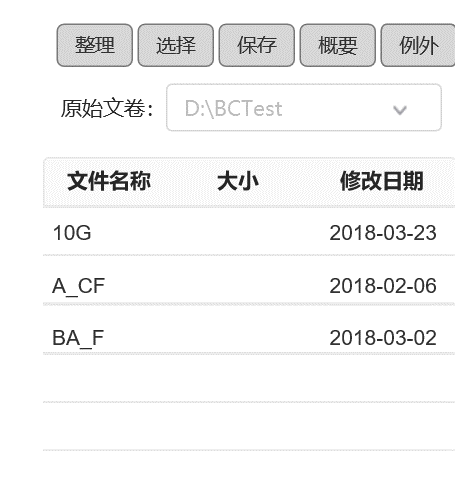 整理 选择 保存 概要 例外
原始文卷： D:\BCTest
文件名称 大小 修改日期
10G 2018-03-23
A_CF 2018-02-06
BA_F 2018-03-02